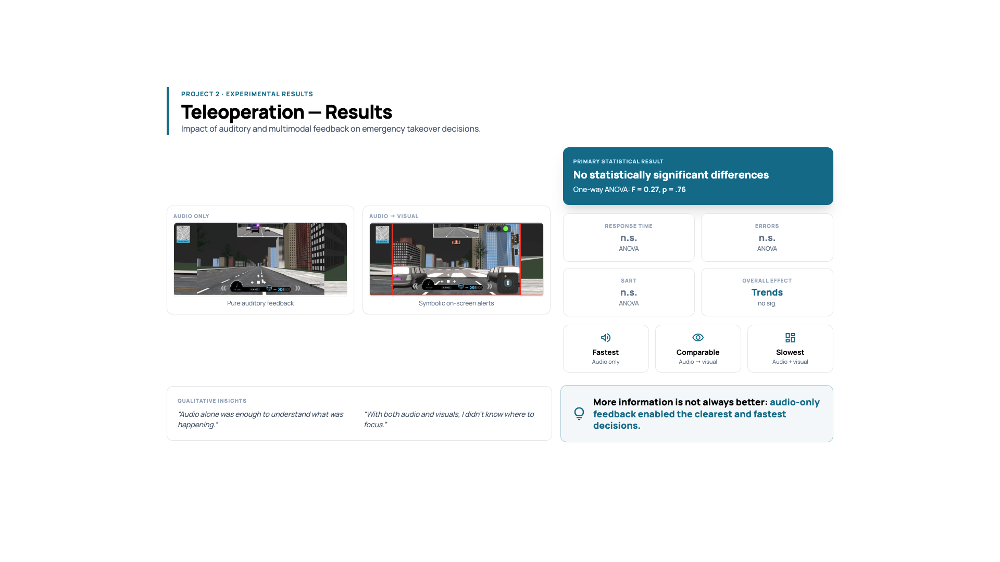 PROJECT 2 · EXPERIMENTAL RESULTS
Teleoperation — Results
Impact of auditory and multimodal feedback on emergency takeover decisions.
AUDIO ONLY
Pure auditory feedback
AUDIO → VISUAL
Symbolic on-screen alerts
PRIMARY STATISTICAL RESULT
No statistically significant differences
One-way ANOVA: F = 0.27, p = .76
RESPONSE TIME
n.s.
ANOVA
ERRORS
n.s.
ANOVA
SART
n.s.
ANOVA
OVERALL EFFECT
Trends
no sig.
Fastest
Audio only
Comparable
Audio → visual
Slowest
Audio + visual
QUALITATIVE INSIGHTS
“Audio alone was enough to understand what was
happening.”
“With both audio and visuals, I didn’t know where to
focus.”
More information is not always better: audio-only
feedback enabled the clearest and fastest
decisions.